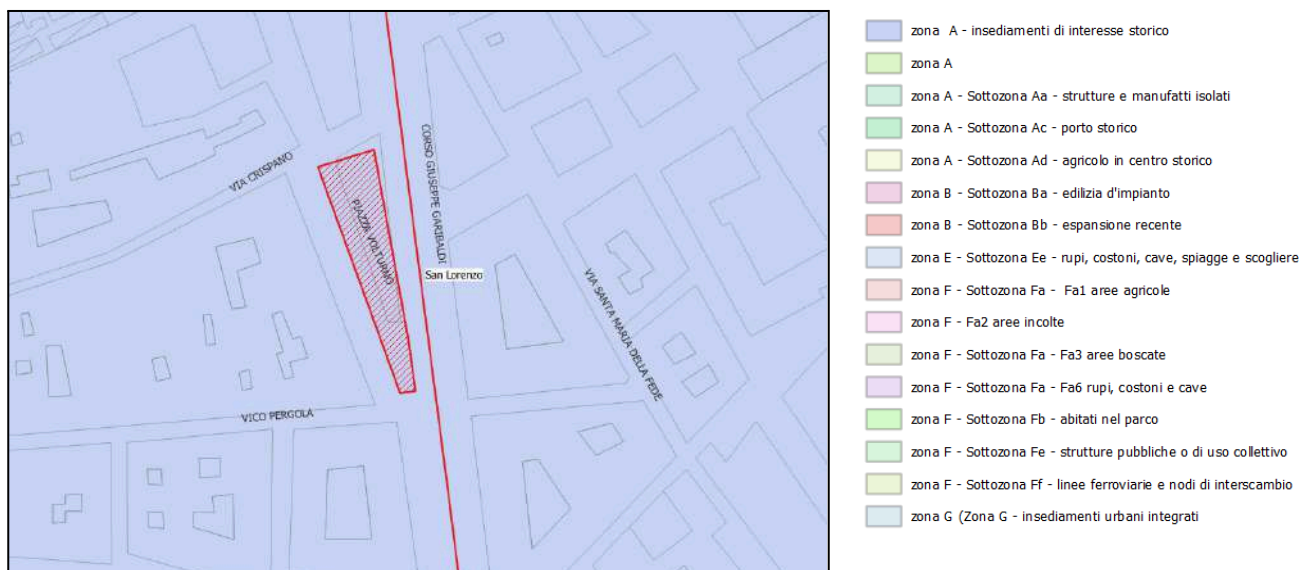 VIA CRISPANO
PIAZZA VOLTURNO
CORSO GIUSEPPE GARIBALDI
San Lorenzo
VIA SANTA MARIA DELLA FEDE
VICO PERGOLA
zona A - insediamenti di interesse storico
zona A
zona A - Sottozona Aa - strutture e manufatti isolati
zona A - Sottozona Ac - porto storico
zona A - Sottozona Ad - agricolo in centro storico
zona B - Sottozona Ba - edilizia d'impianto
zona B - Sottozona Bb - espansione recente
zona E - Sottozona Ee - rupi, costoni, cave, spiagge e scogliere
zona F - Sottozona Fa - Fa1 aree agricole
zona F - Fa2 aree incolte
zona F - Sottozona Fa - Fa3 aree boscate
zona F - Sottozona Fa - Fa6 rupi, costoni e cave
zona F - Sottozona Fb - abitati nel parco
zona F - Sottozona Fe - strutture pubbliche o di uso collettivo
zona F - Sottozona Ff - linee ferroviarie e nodi di interscambio
zona G (Zona G - insediamenti urbani integrati